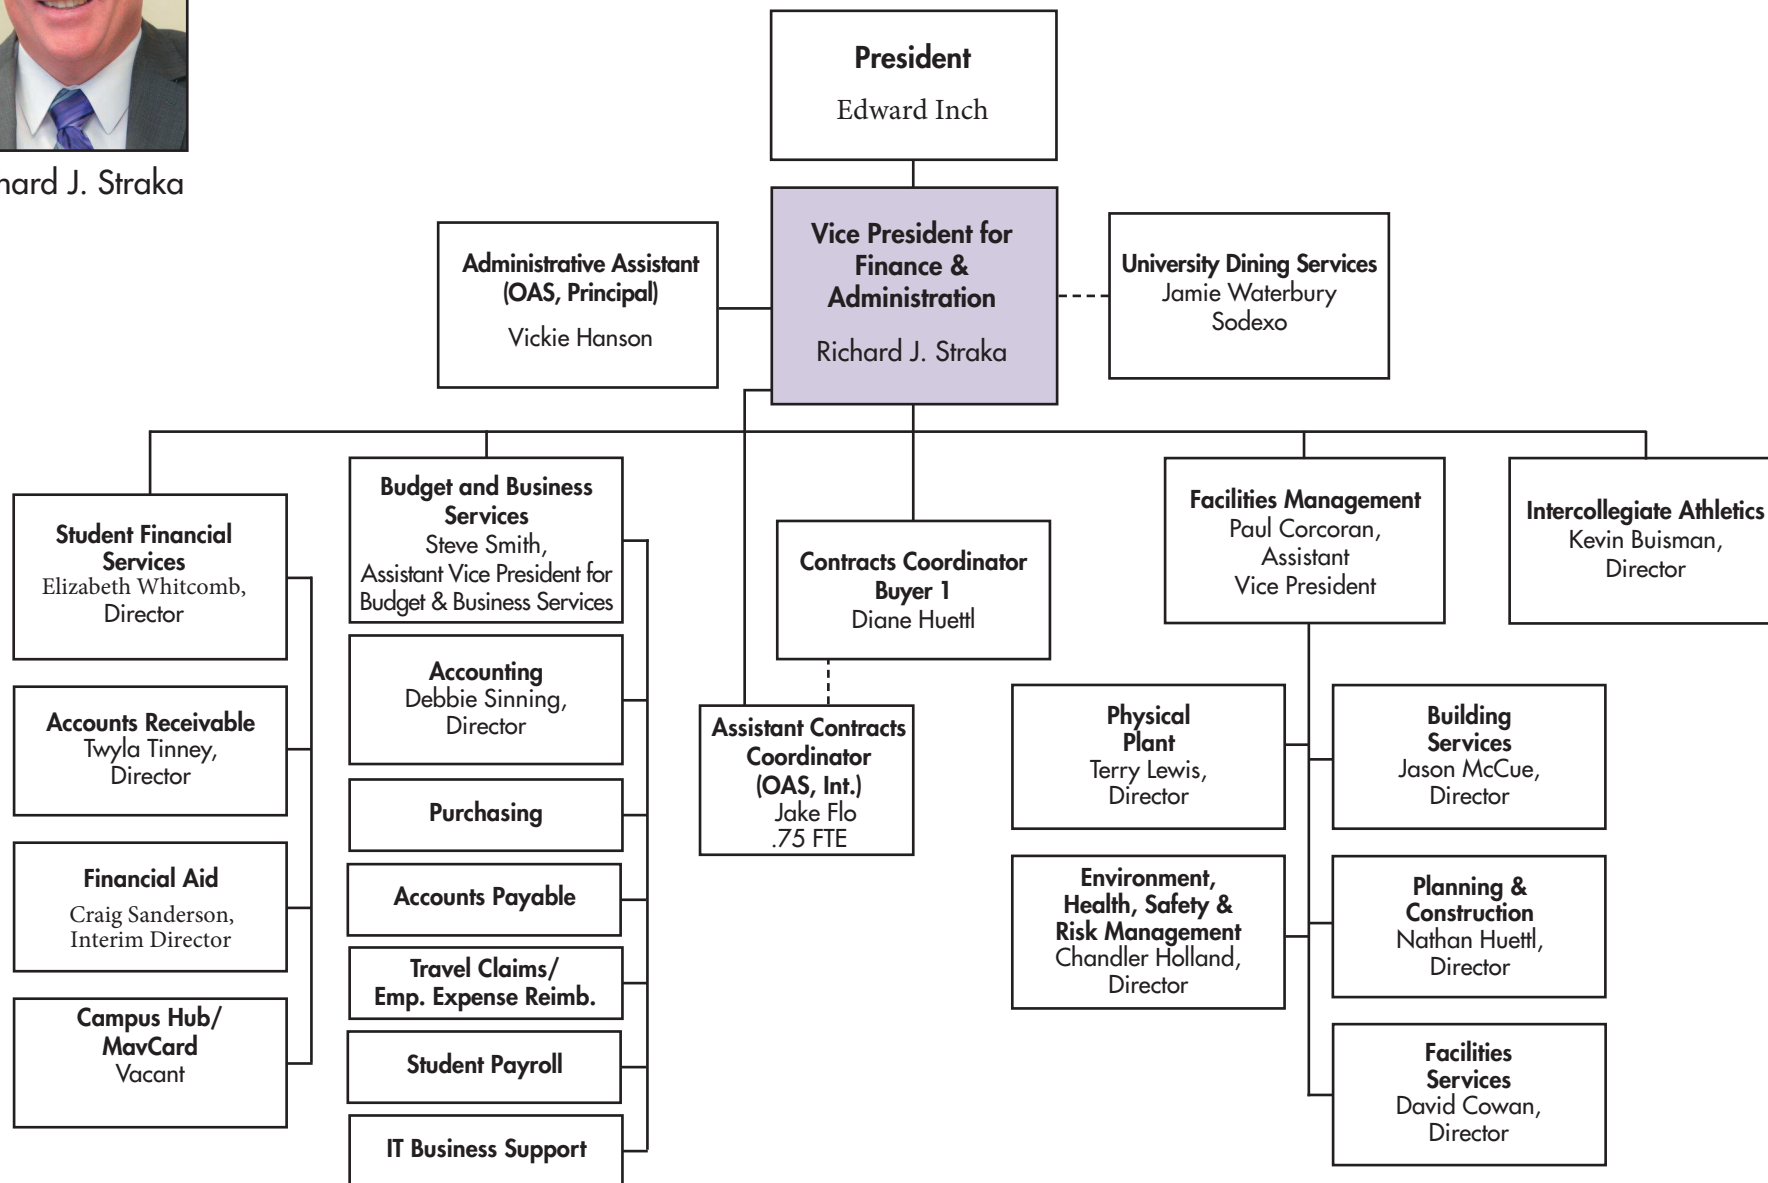 President
Edward Inch
hard J. Straka
Vice President for
Finance &
Administration
Richard J. Straka
Administrative Assistant
(OAS, Principal)
Vickie Hanson
University Dining Services
Jamie Waterbury
Sodexo
Student Financial
Services
Elizabeth Whitcomb,
Director
Accounts Receivable
Twyla Tinney,
Director
Financial Aid
Craig Sanderson,
Interim Director
Campus Hub/
MavCard
Vacant
Budget and Business
Services
Steve Smith,
Assistant Vice President for
Budget & Business Services
Accounting
Debbie Sinning,
Director
Purchasing
Accounts Payable
Travel Claims/
Emp. Expense Reimb.
Student Payroll
IT Business Support
Contracts Coordinator
Buyer 1
Diane Huettl
Assistant Contracts
Coordinator
(OAS, Int.)
Jake Flo
.75 FTE
Facilities Management
Paul Corcoran,
Assistant
Vice President
Physical
Plant
Terry Lewis,
Director
Environment,
Health, Safety &
Risk Management
Chandler Holland,
Director
Building
Services
Jason McCue,
Director
Planning &
Construction
Nathan Huettl,
Director
Facilities
Services
David Cowan,
Director
Intercollegiate Athletics
Kevin Buisman,
Director